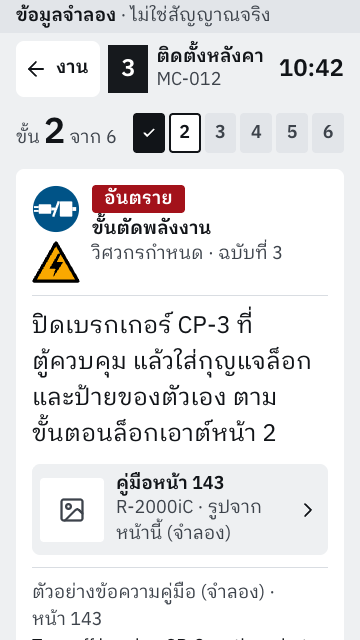 ข้อมูลจำลอง · ไม่ใช่สัญญาณจริง
งาน
3
ติดตั้งหลังคา
MC-012
10:42
ขั้น 2 จาก 6
2 3 4 5 6
อันตราย
ขั้นตัดพลังงาน
วิศวกรกำหนด · ฉบับที่ 3
ปิดเบรกเกอร์ CP-3 ที่
ตู้ควบคุม แล้วใส่กุญแจล็อก
และป้ายของตัวเอง ตาม
ขั้นตอนล็อกเอาต์หน้า 2
คู่มือหน้า 143
R-2000iC · รูปจาก
หน้านี้ (จำลอง)
ตัวอย่างข้อความคู่มือ (จำลอง) ·
หน้า 143